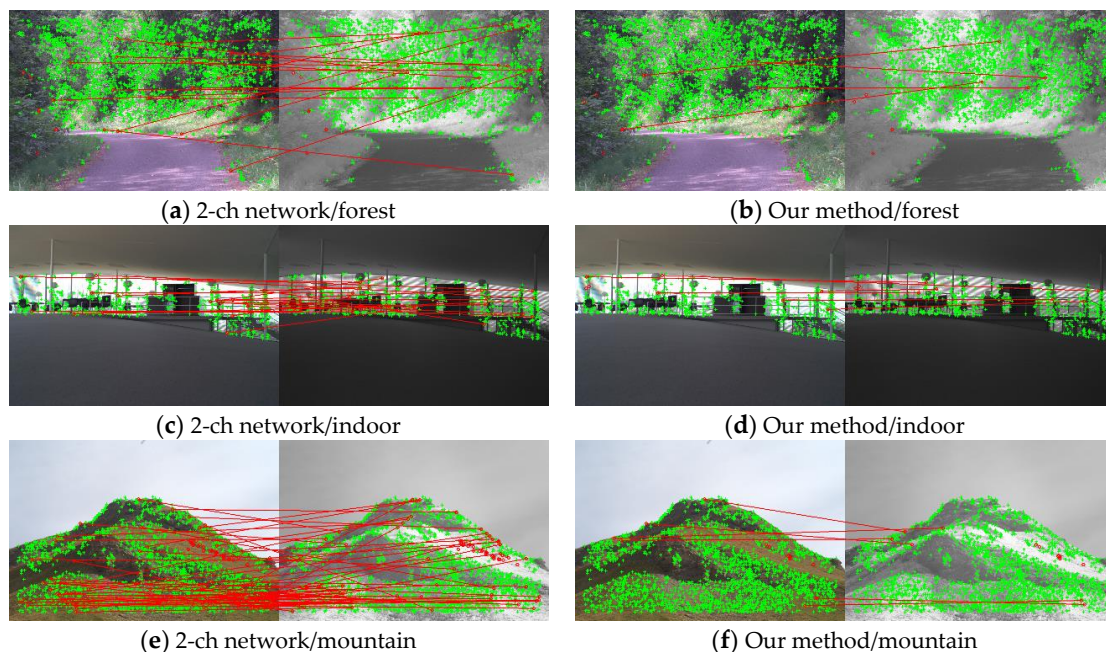 (a) 2-ch network/forest
(b) Our method/forest
(c) 2-ch network/indoor
(d) Our method/indoor
(e) 2-ch network/mountain
(f) Our method/mountain